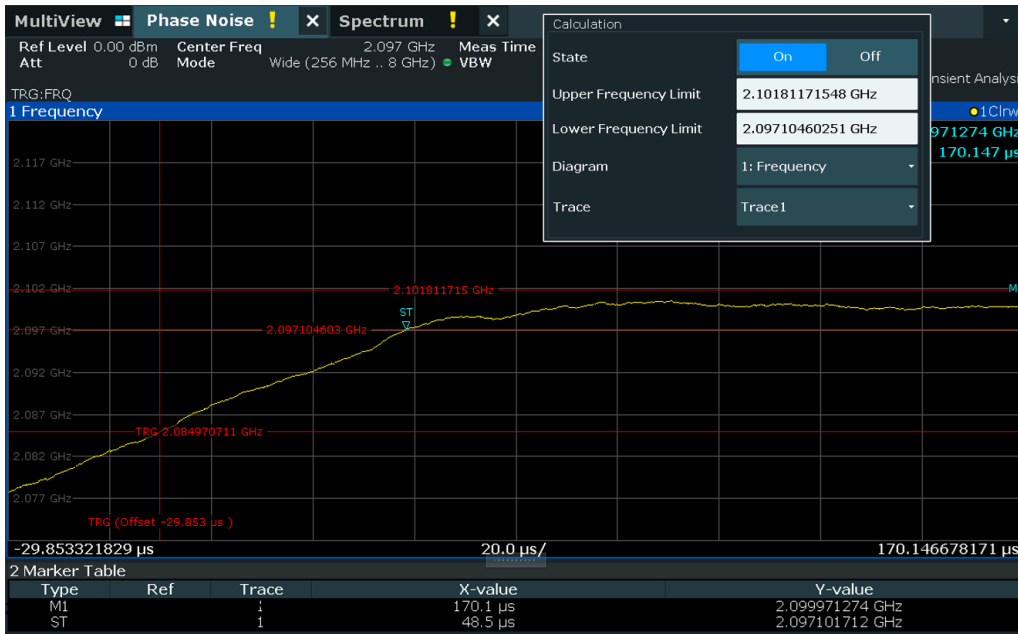 MultiView Phase Noise ! X Spectrum ! X
Ref Level 0.00 dBm Center Freq 2.097 GHz Meas Time
Att 0 dB Mode Wide (256 MHz .. 8 GHz) VBW
TRG:FRQ
1 Frequency
1Clrw
Calculation
State On Off
Upper Frequency Limit 2.10181171548 GHz
Lower Frequency Limit 2.09710460251 GHz
Diagram 1: Frequency
Trace Trace1
971274 GHz
170.147 µs
2.117 GHz
2.112 GHz
2.107 GHz
2.102 GHz
2.101811715 GHz
M
ST
2.097 GHz
2.097104603 GHz
2.092 GHz
2.087 GHz
TRG 2.084970711 GHz
2.082 GHz
2.077 GHz
TRG (Offset -29.853 µs )
-29.853321829 µs 20.0 µs/ 170.146678171 µs
2 Marker Table
Type Ref Trace X-value Y-value
M1 1 170.1 µs 2.099971274 GHz
ST 1 48.5 µs 2.097101712 GHz